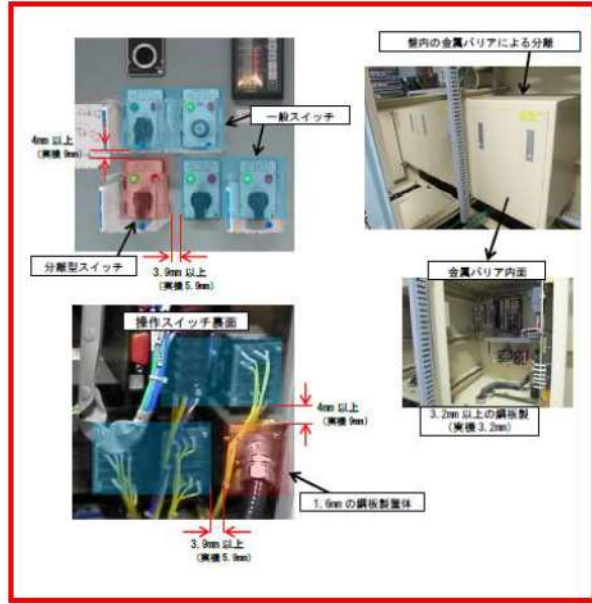 盤内の金属バリアによる分離
一般スイッチ
4mm 以上
(実機 9mm)
分離型スイッチ
3.9mm 以上
(実機 5.9mm)
金属バリア内面
操作スイッチ裏面
3.2mm 以上の鋼板製
(実機 3.2mm)
4mm 以上
(実機 9mm)
1.6mm の鋼板製筐体
3.9mm 以上
(実機 5.9mm)